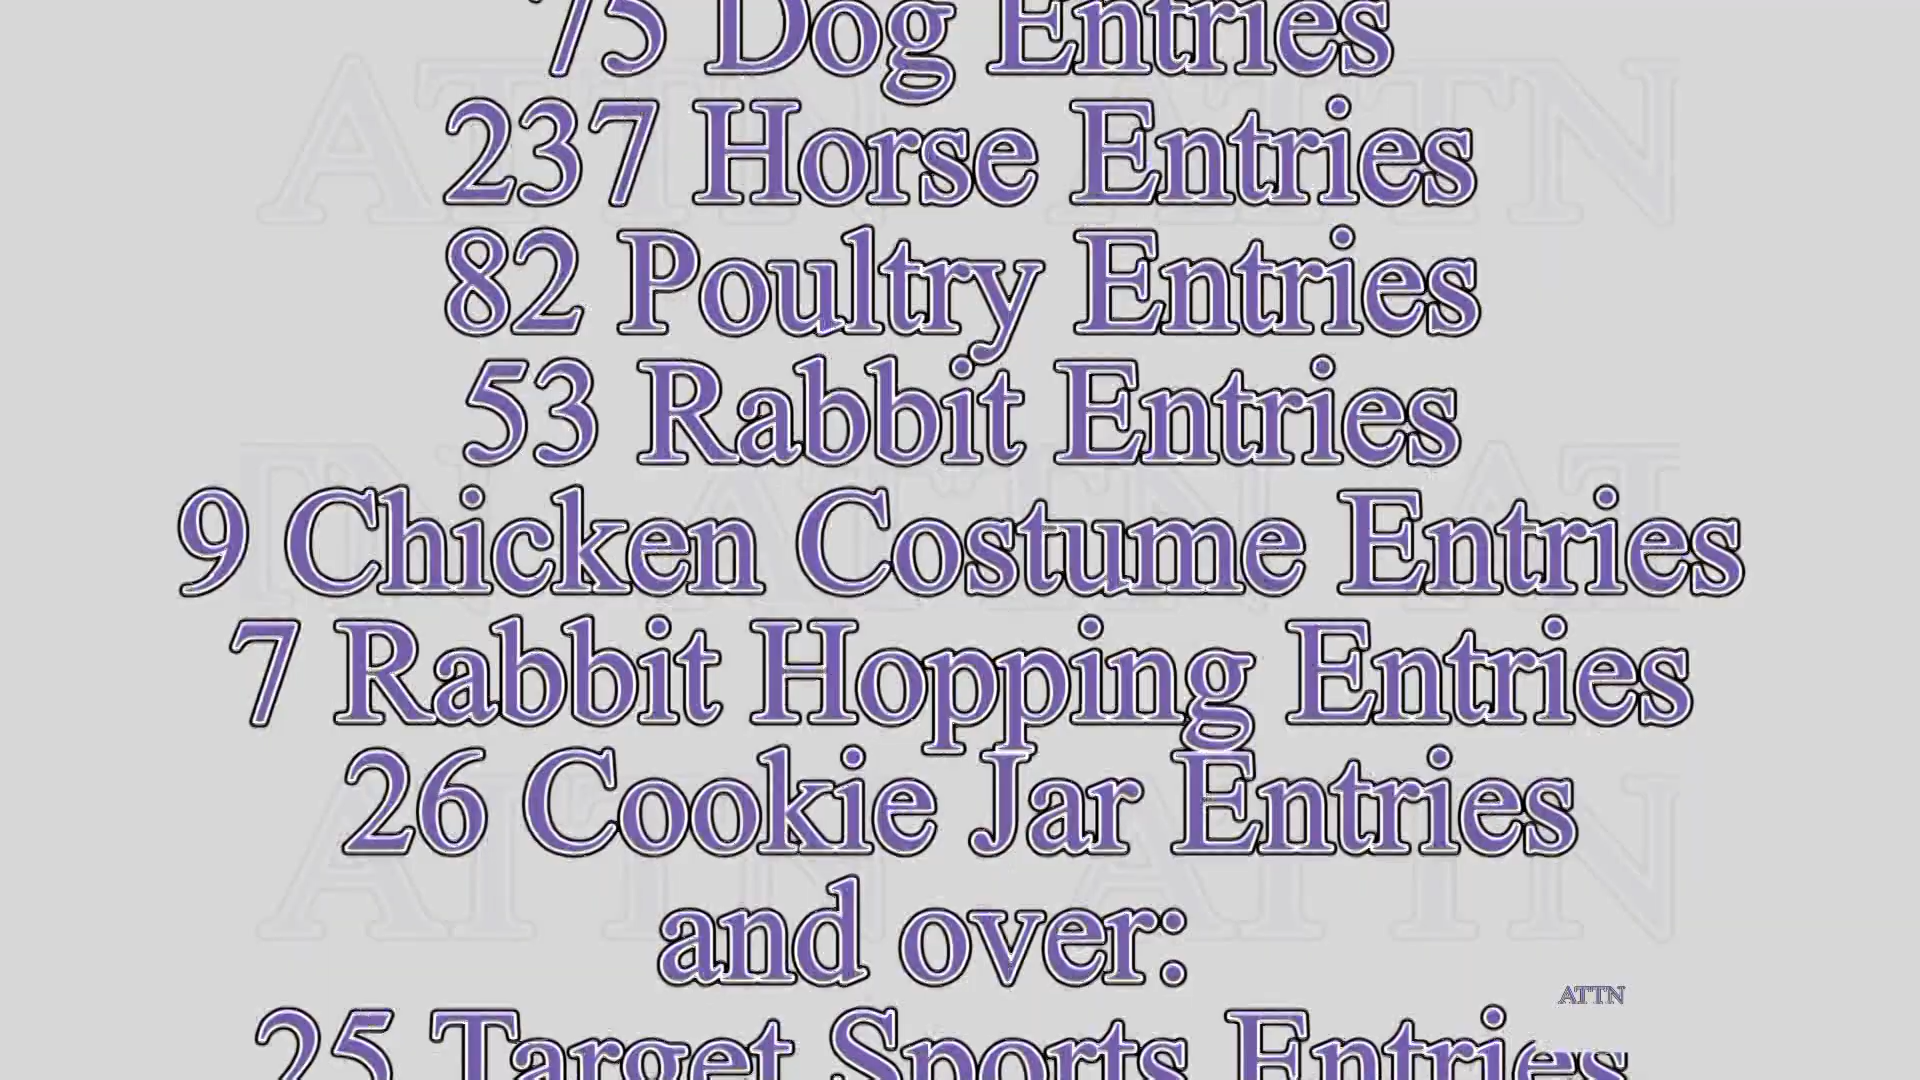 75 Dog Entries
237 Horse Entries
82 Poultry Entries
53 Rabbit Entries
9 Chicken Costume Entries
7 Rabbit Hopping Entries
26 Cookie Jar Entries
and over:
ATTN
25 Target Sports Entries